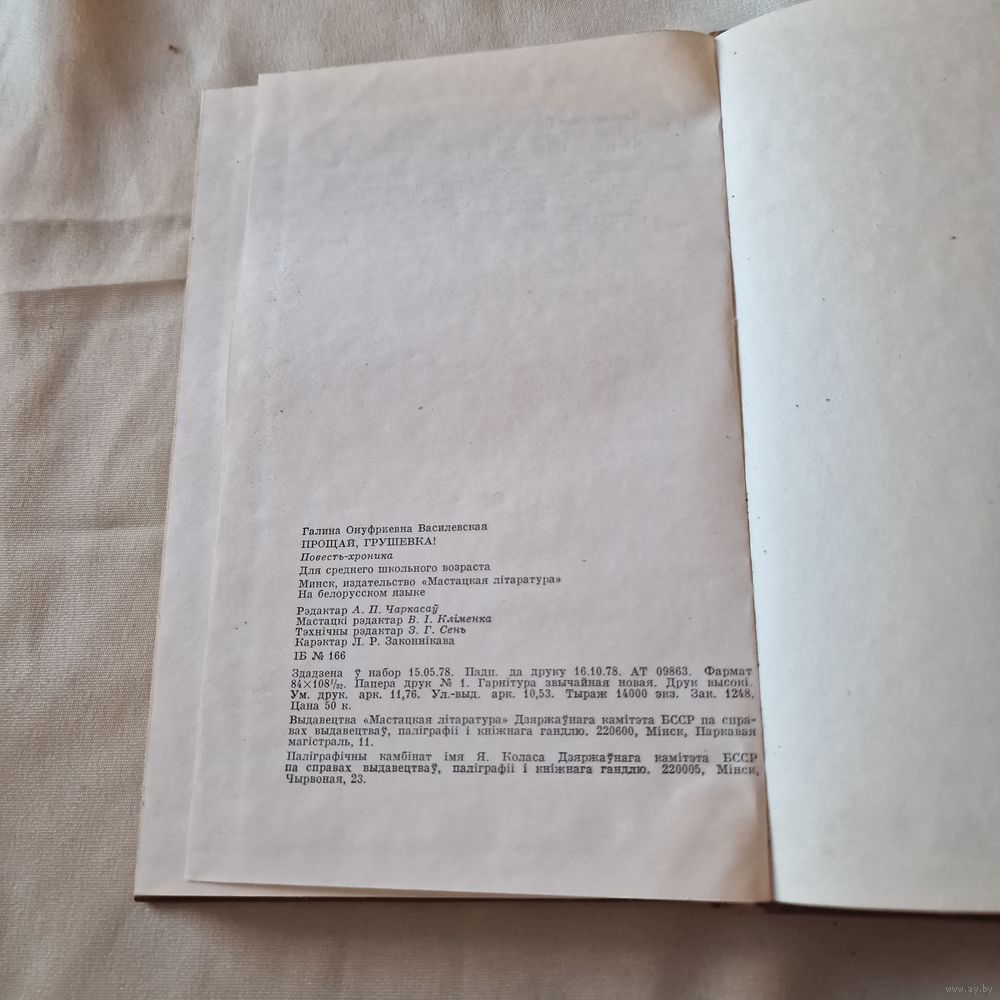 Галина Онуфриевна Василевская
ПРОЩАЙ, ГРУШЕВКА!
Повесть-хроника
Для среднего школьного возраста
Минск, издательство «Мастацкая літаратура»
На белорусском языке
Рэдактар А. П. Чаркасаў
Мастацкі рэдактар В. І. Кліменка
Тэхнічны рэдактар З. Г. Сень
Карэктар Л. Р. Законнікава
ІБ № 166
Здадзена ў набор 15.05.78. Падп. да друку 16.10.78. АТ 09863. Фармат
84×108¹/₃₂. Папера друк № 1. Гарнітура звычайная новая. Друк высокі.
Ум. друк. арк. 11,76. Ул.-выд. арк. 10,53. Тыраж 14000 экз. Зак. 1248.
Цана 50 к.
Выдавецтва «Мастацкая літаратура» Дзяржаўнага камітэта БССР па спра-
вах выдавецтваў, паліграфіі і кніжнага гандлю. 220600, Мінск, Паркавая
магістраль, 11.
Паліграфічны камбінат імя Я. Коласа Дзяржаўнага камітэта БССР
па справах выдавецтваў, паліграфіі і кніжнага гандлю. 220005, Мінск,
Чырвоная, 23.
www.ay.by